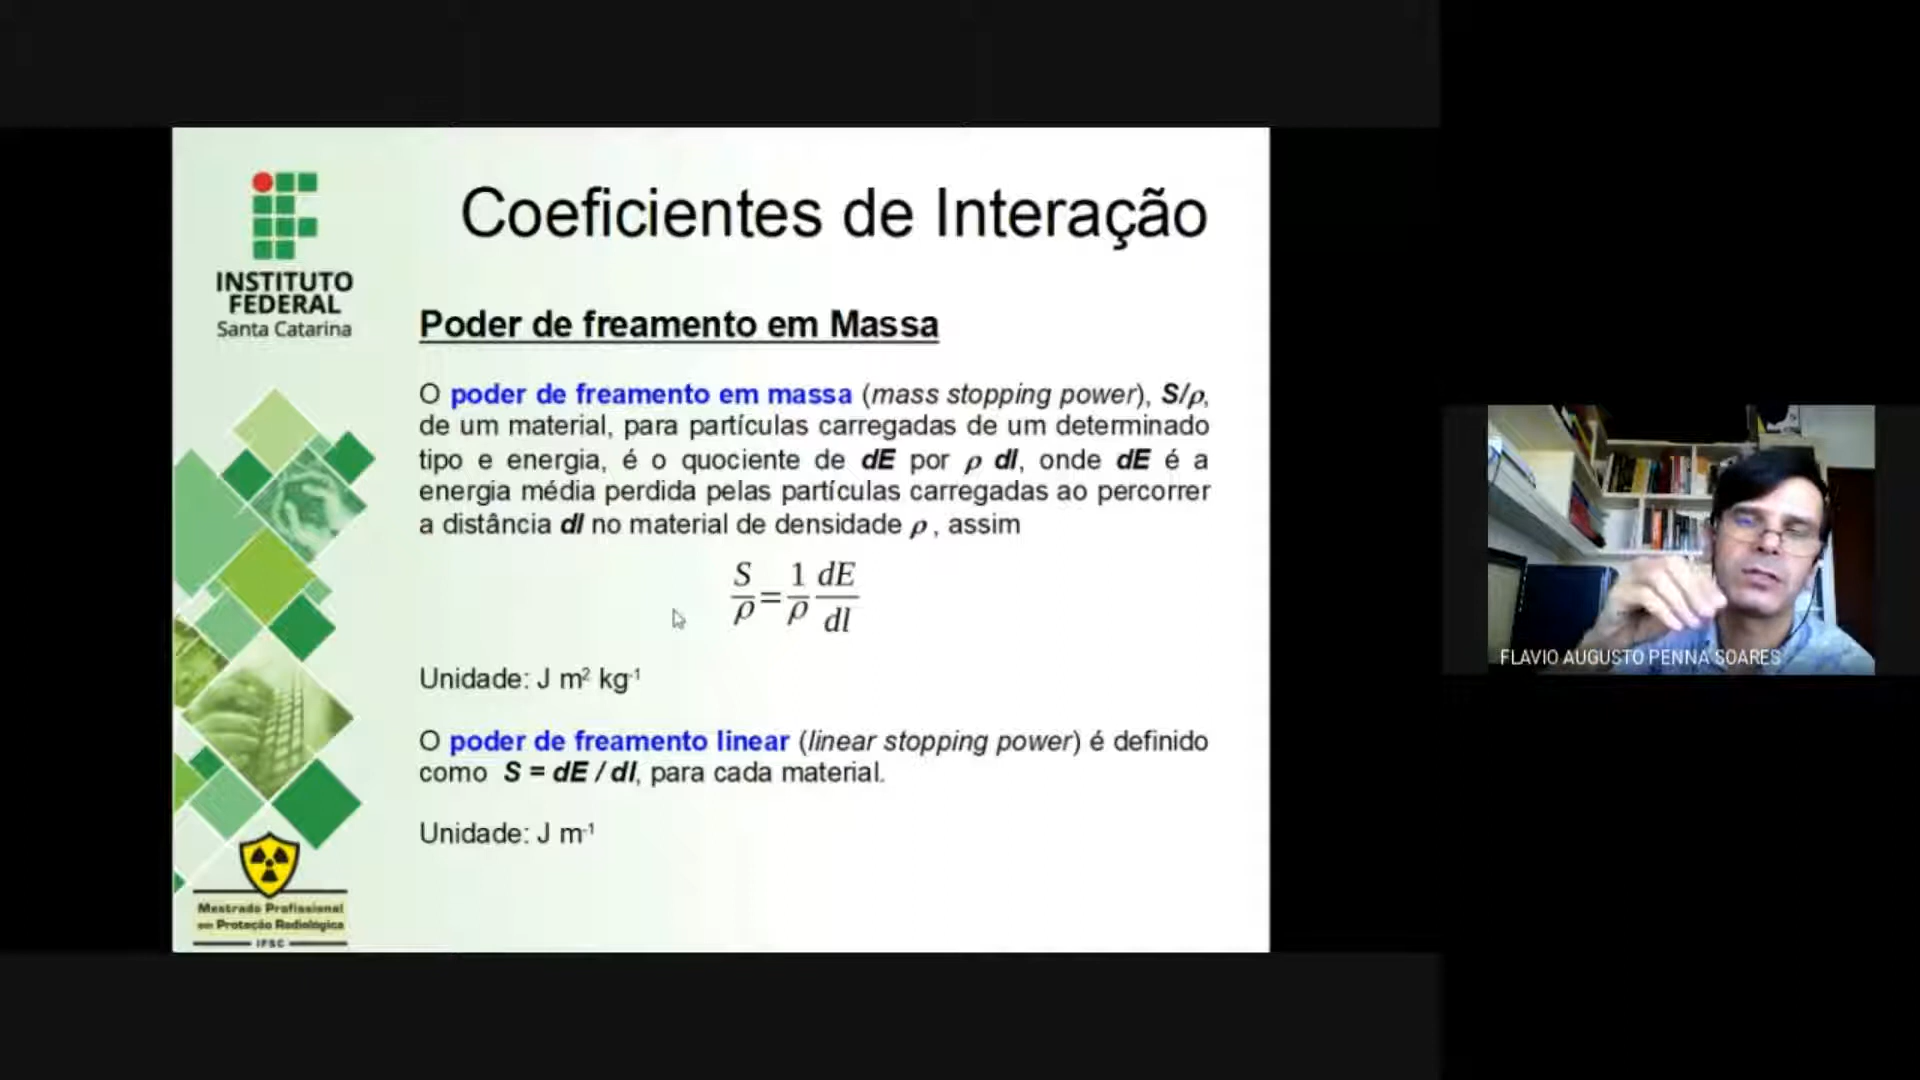 INSTITUTO
FEDERAL
Santa Catarina
Coeficientes de Interação
Poder de freamento em Massa
O poder de freamento em massa (mass stopping power), S/ρ,
de um material, para partículas carregadas de um determinado
tipo e energia, é o quociente de dE por ρ dl, onde dE é a
energia média perdida pelas partículas carregadas ao percorrer
a distância dl no material de densidade ρ , assim
S/ρ = 1/ρ dE/dl
Unidade: J m² kg⁻¹
O poder de freamento linear (linear stopping power) é definido
como S = dE / dl, para cada material.
Unidade: J m⁻¹
Mestrado Profissional
em Proteção Radiológica
IFSC
FLAVIO AUGUSTO PENNA SOARES